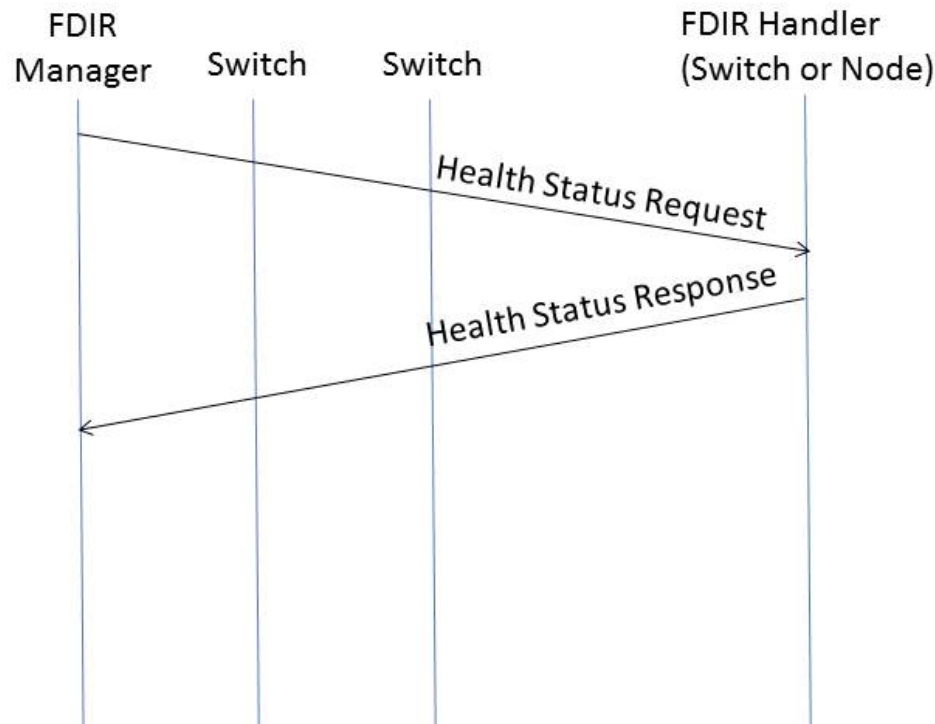 FDIR
Manager
Switch
Switch
FDIR Handler
(Switch or Node)
Health Status Request
Health Status Response